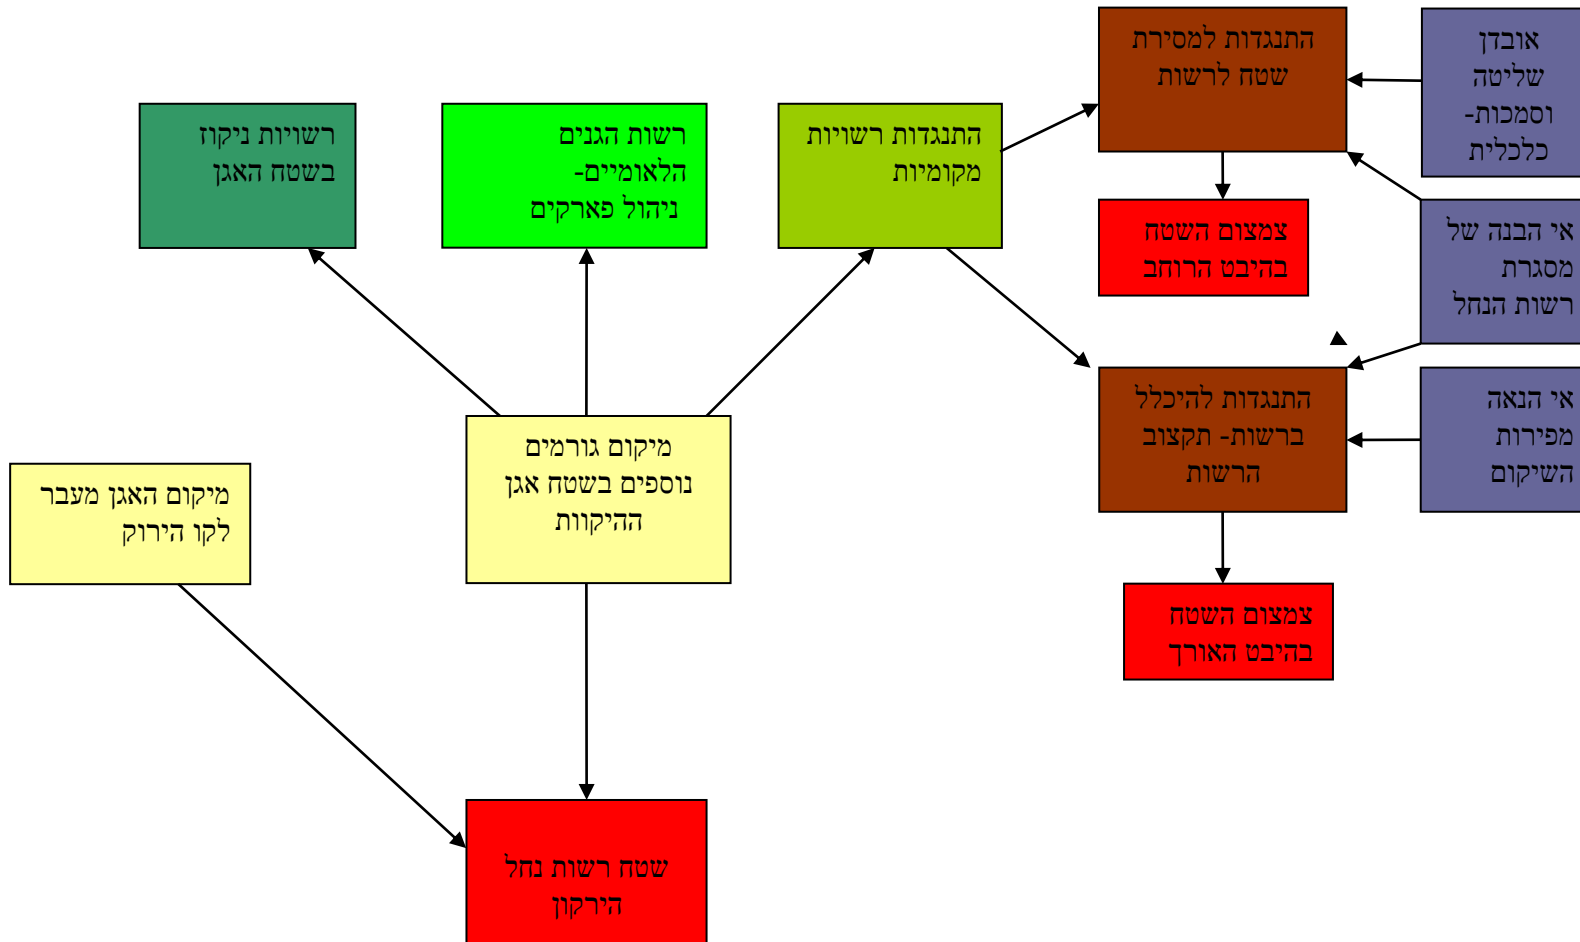 התנגדות למסירת
שטח לרשות
אובדן
שליטה
וסמכות-
כלכלית
רשויות ניקוז
בשטח האגן
רשות הגנים
הלאומיים-
ניהול פארקים
התנגדות רשויות
מקומיות
צמצום השטח
בהיבט הרוחב
אי הבנה של
מסגרת
רשות הנחל
התנגדות להיכלל
ברשות- תקצוב
הרשות
אי הנאה
מפירות
השיקום
מיקום גורמים
נוספים בשטח אגן
ההיקוות
מיקום האגן מעבר
לקו הירוק
צמצום השטח
בהיבט האורך
שטח רשות נחל
הירקון